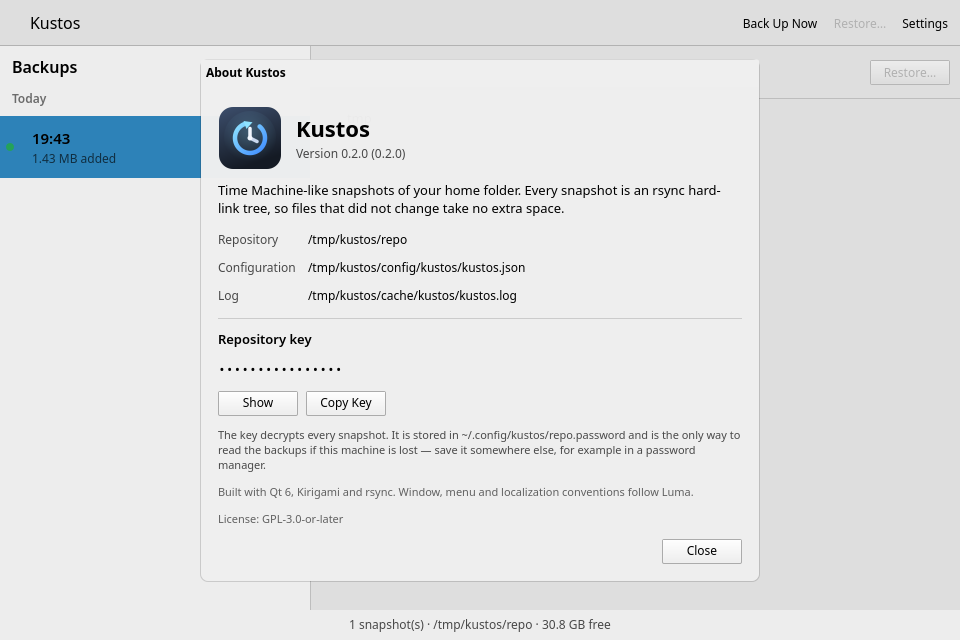 Kustos
Back Up Now
Restore...
Settings
Backups
Restore...
Today
19:43
1.43 MB added
About Kustos
Kustos
Version 0.2.0 (0.2.0)
Time Machine-like snapshots of your home folder. Every snapshot is an rsync hard-
link tree, so files that did not change take no extra space.
Repository /tmp/kustos/repo
Configuration /tmp/kustos/config/kustos/kustos.json
Log /tmp/kustos/cache/kustos/kustos.log
Repository key
••••••••••••••••
Show
Copy Key
The key decrypts every snapshot. It is stored in ~/.config/kustos/repo.password and is the only way to
read the backups if this machine is lost — save it somewhere else, for example in a password
manager.
Built with Qt 6, Kirigami and rsync. Window, menu and localization conventions follow Luma.
License: GPL-3.0-or-later
Close
1 snapshot(s) · /tmp/kustos/repo · 30.8 GB free